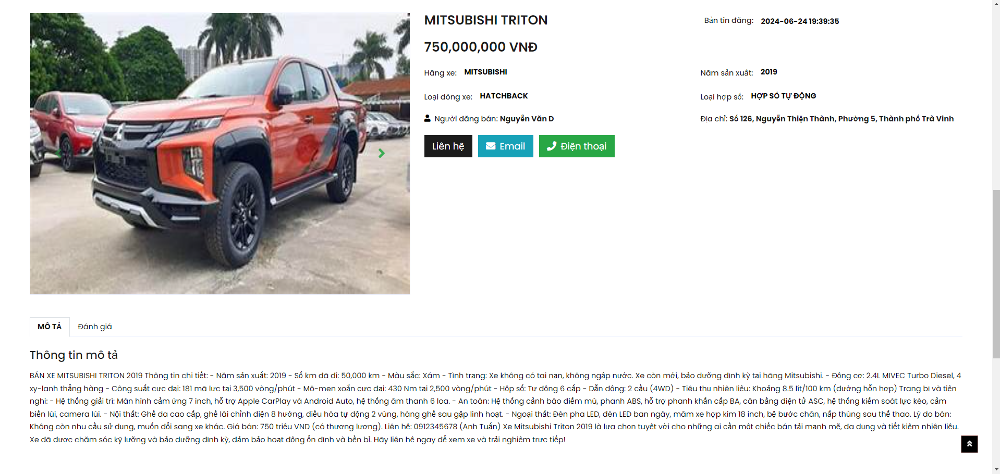 MITSUBISHI TRITON
Bản tin đăng: 2024-06-24 19:39:35
750,000,000 VNĐ
Hãng xe: MITSUBISHI
Năm sản xuất: 2019
Loại dòng xe: HATCHBACK
Loại hợp số: HỢP SỐ TỰ ĐỘNG
Người đăng bán: Nguyễn Văn D
Địa chỉ: Số 126, Nguyễn Thiện Thành, Phường 5, Thành phố Trà Vinh
Liên hệ
Email
Điện thoại
MÔ TẢ
Đánh giá
Thông tin mô tả
BÁN XE MITSUBISHI TRITON 2019 Thông tin chi tiết: - Năm sản xuất: 2019 - Số km đã đi: 50,000 km - Màu sắc: Xám - Tình trạng: Xe không có tai nạn, không ngập nước. Xe còn mới, bảo dưỡng định kỳ tại hãng Mitsubishi. - Động cơ: 2.4L MIVEC Turbo Diesel, 4
xy-lanh thẳng hàng - Công suất cực đại: 181 mã lực tại 3,500 vòng/phút - Mô-men xoắn cực đại: 430 Nm tại 2,500 vòng/phút - Hộp số: Tự động 6 cấp - Dẫn động: 2 cầu (4WD) - Tiêu thụ nhiên liệu: Khoảng 8.5 lít/100 km (đường hỗn hợp) Trang bị và tiện
nghi: - Hệ thống giải trí: Màn hình cảm ứng 7 inch, hỗ trợ Apple CarPlay và Android Auto, hệ thống âm thanh 6 loa. - An toàn: Hệ thống cảnh báo điểm mù, phanh ABS, hỗ trợ phanh khẩn cấp BA, cân bằng điện tử ASC, hệ thống kiểm soát lực kéo, cảm
biến lùi, camera lùi. - Nội thất: Ghế da cao cấp, ghế lái chỉnh điện 8 hướng, điều hòa tự động 2 vùng, hàng ghế sau gập linh hoạt. - Ngoại thất: Đèn pha LED, đèn LED ban ngày, mâm xe hợp kim 18 inch, bệ bước chân, nắp thùng sau thể thao. Lý do bán:
Không còn nhu cầu sử dụng, muốn đổi sang xe khác. Giá bán: 750 triệu VND (có thương lượng). Liên hệ: 0912345678 (Anh Tuấn) Xe Mitsubishi Triton 2019 là lựa chọn tuyệt vời cho những ai cần một chiếc bán tải mạnh mẽ, đa dụng và tiết kiệm nhiên liệu.
Xe đã được chăm sóc kỹ lưỡng và bảo dưỡng định kỳ, đảm bảo hoạt động ổn định và bền bỉ. Hãy liên hệ ngay để xem xe và trải nghiệm trực tiếp!